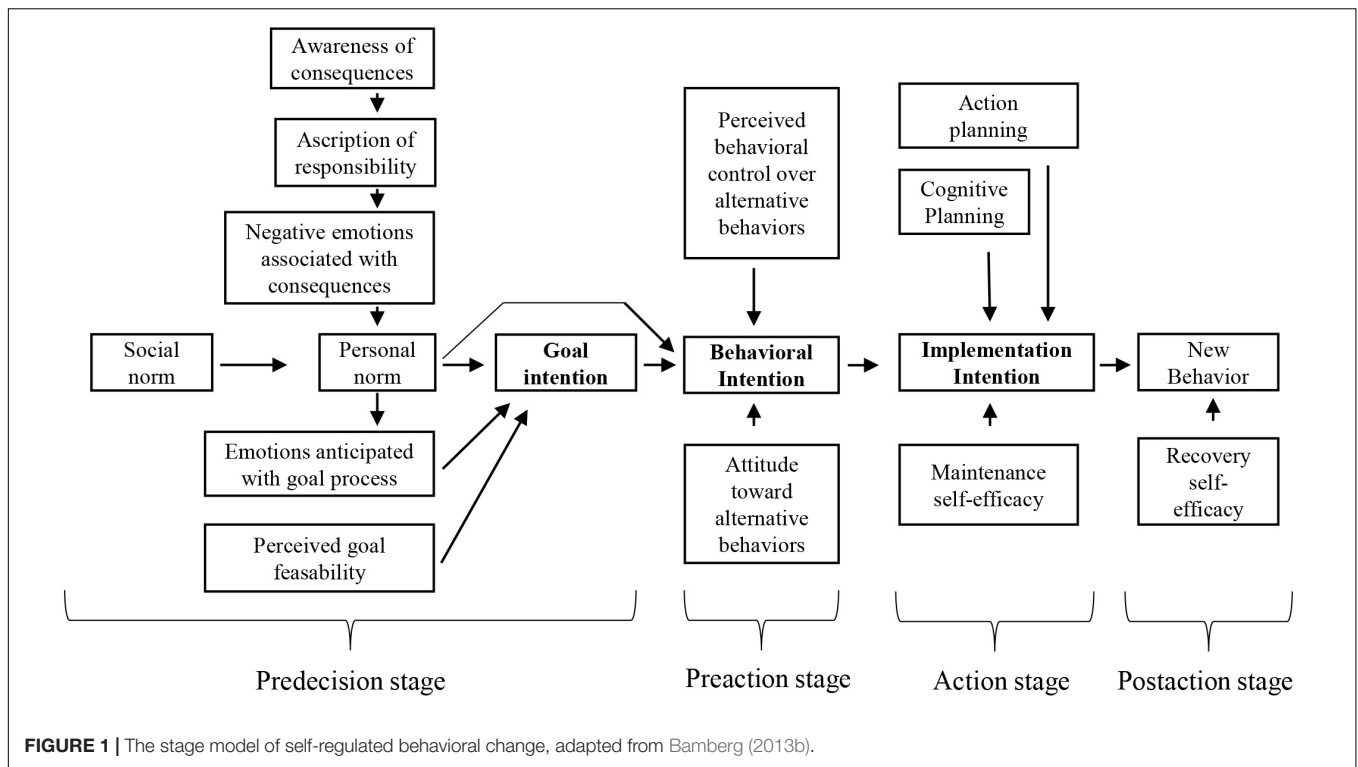 Awareness of
consequences
Ascription of
responsibility
Negative emotions
associated with
consequences
Social
norm
Personal
norm
Goal
intention
Emotions anticipated
with goal process
Perceived goal
feasability
Perceived
behavioral
control over
alternative
behaviors
Behavioral
Intention
Attitude
toward
alternative
behaviors
Action
planning
Cognitive
Planning
Implementation
Intention
Maintenance
self-efficacy
New
Behavior
Recovery
self-
efficacy
Predecision stage
Preaction stage
Action stage
Postaction stage
FIGURE 1 | The stage model of self-regulated behavioral change, adapted from Bamberg (2013b).